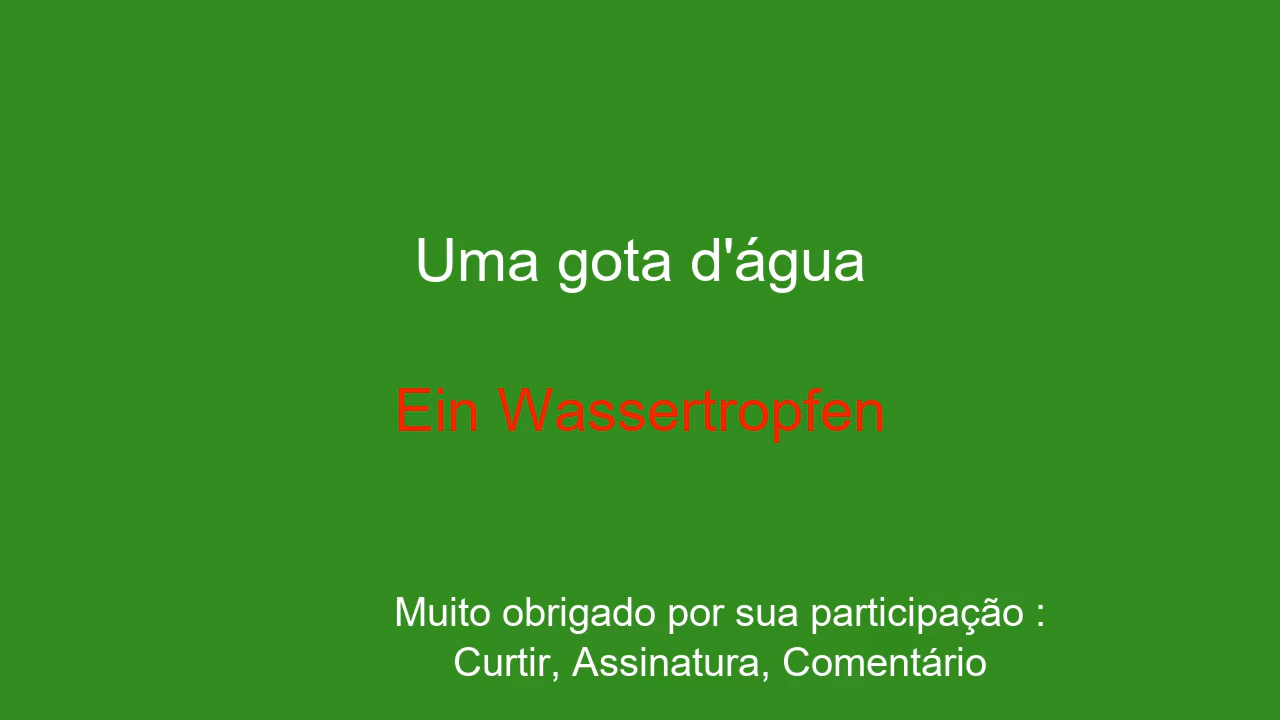 Uma gota d'água
Ein Wassertropfen
Muito obrigado por sua participação :
Curtir, Assinatura, Comentário